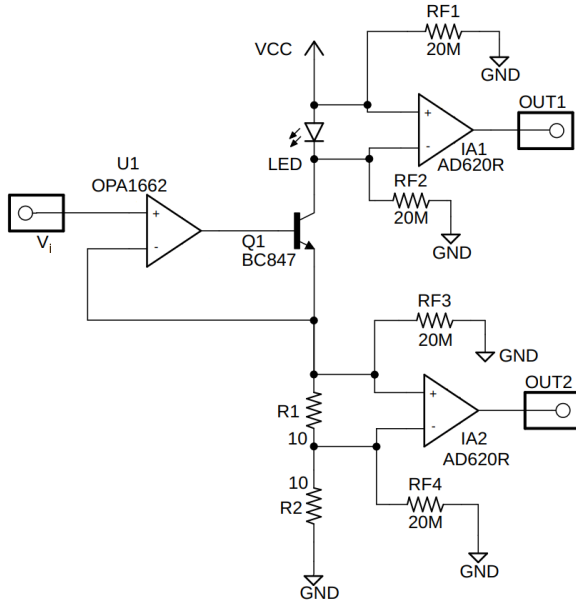 RF1
20M
GND
VCC
OUT1
+
-
IA1
AD620R
LED
RF2
20M
GND
U1
OPA1662
+
-
Vi
Q1
BC847
RF3
20M
GND
OUT2
+
-
IA2
AD620R
R1
10
10
R2
RF4
20M
GND
GND